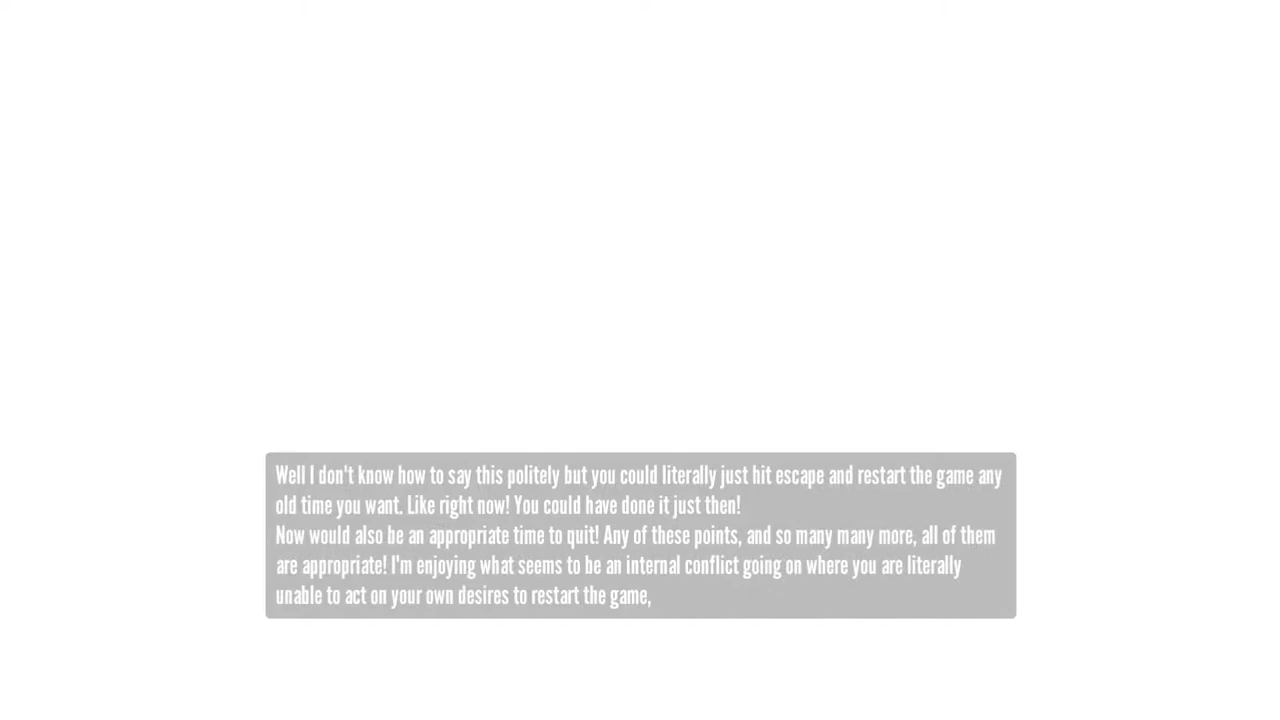 Well I don't know how to say this politely but you could literally just hit escape and restart the game any
old time you want. Like right now! You could have done it just then!
Now would also be an appropriate time to quit! Any of these points, and so many many more, all of them
are appropriate! I'm enjoying what seems to be an internal conflict going on where you are literally
unable to act on your own desires to restart the game,